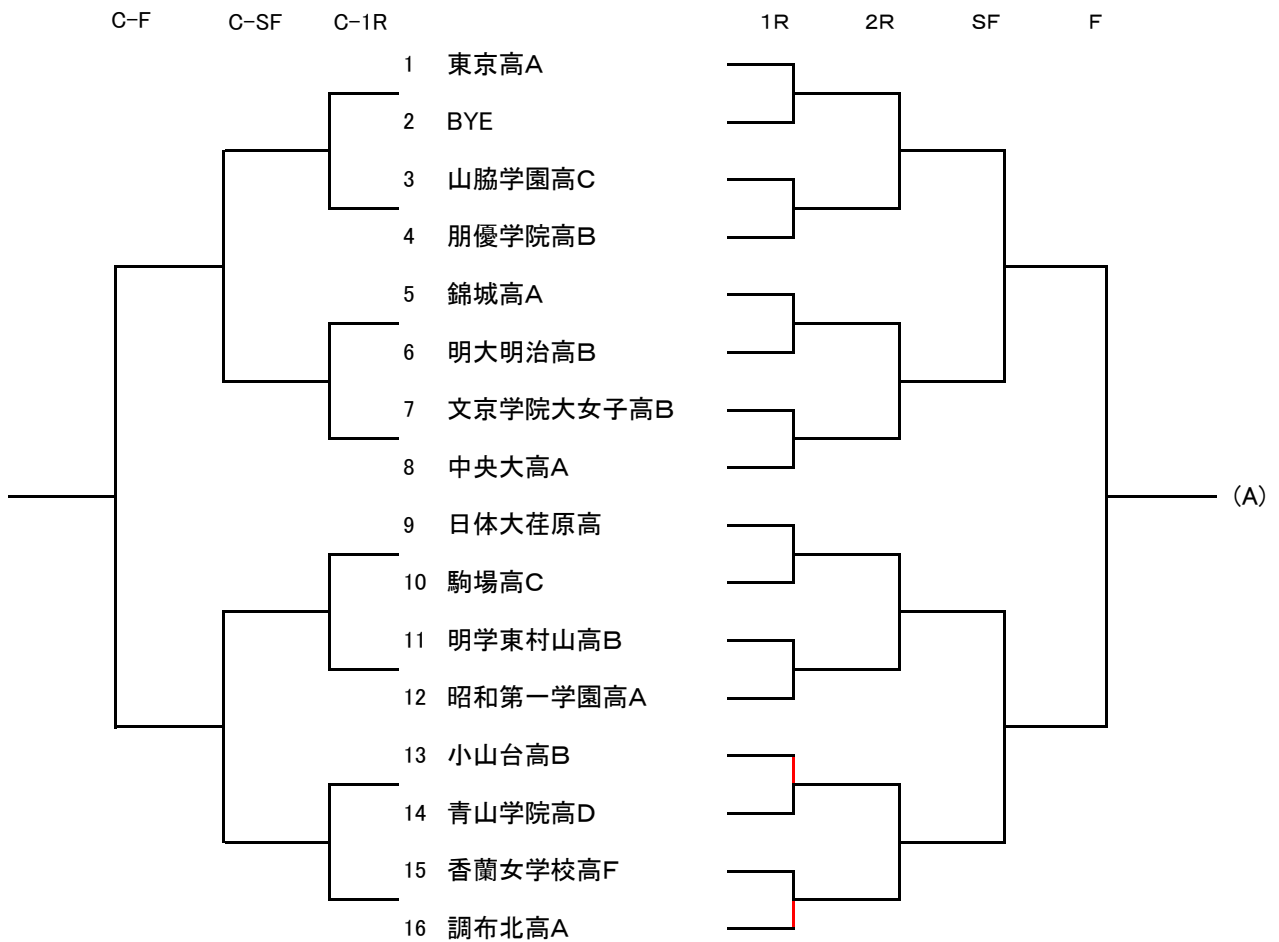 C-F C-SF C-1R 1R 2R SF F
1 東京高A
2 BYE
3 山脇学園高C
4 朋優学院高B
5 錦城高A
6 明大明治高B
7 文京学院大女子高B
8 中央大高A
(A)
9 日体大荏原高
10 駒場高C
11 明学東村山高B
12 昭和第一学園高A
13 小山台高B
14 青山学院高D
15 香蘭女学校高F
16 調布北高A